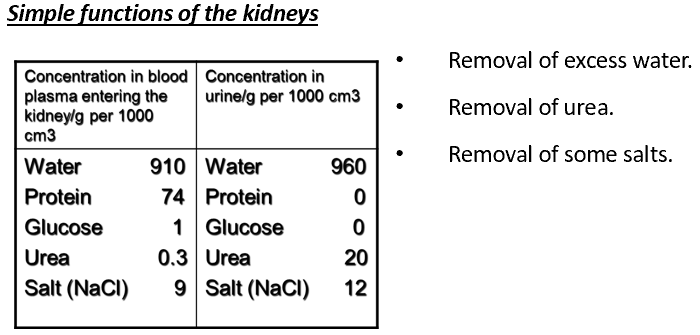 Simple functions of the kidneys
Concentration in blood
plasma entering the
kidney/g per 1000
cm3
Concentration in
urine/g per 1000 cm3
Water 910 Water 960
Protein 74 Protein 0
Glucose 1 Glucose 0
Urea 0.3 Urea 20
Salt (NaCl) 9 Salt (NaCl) 12
• Removal of excess water.
• Removal of urea.
• Removal of some salts.